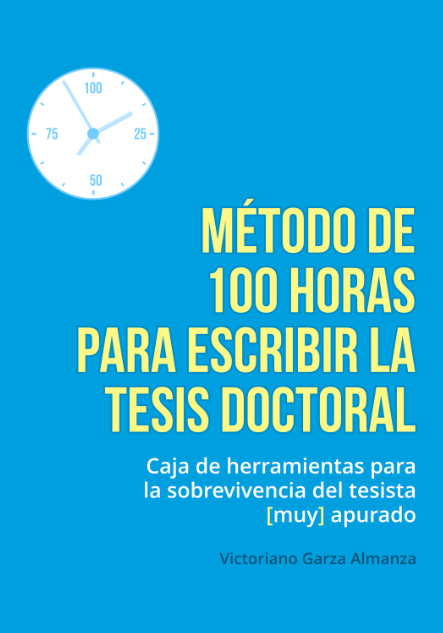 100
75
25
50
MÉTODO DE
100 HORAS
PARA ESCRIBIR LA
TESIS DOCTORAL
Caja de herramientas para
la sobrevivencia del tesista
[muy] apurado
Victoriano Garza Almanza